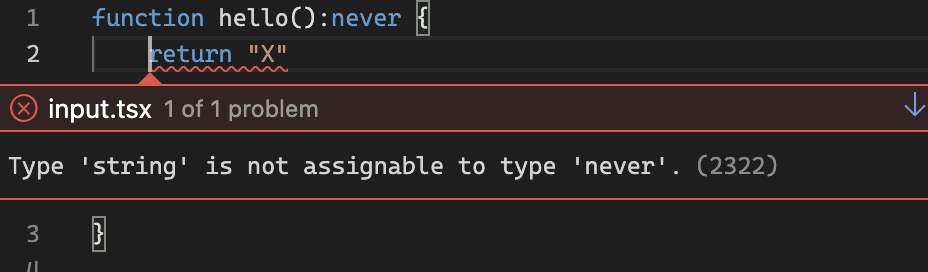 1 function hello():never {
2 return "X"
input.tsx 1 of 1 problem
Type 'string' is not assignable to type 'never'. (2322)
3 }